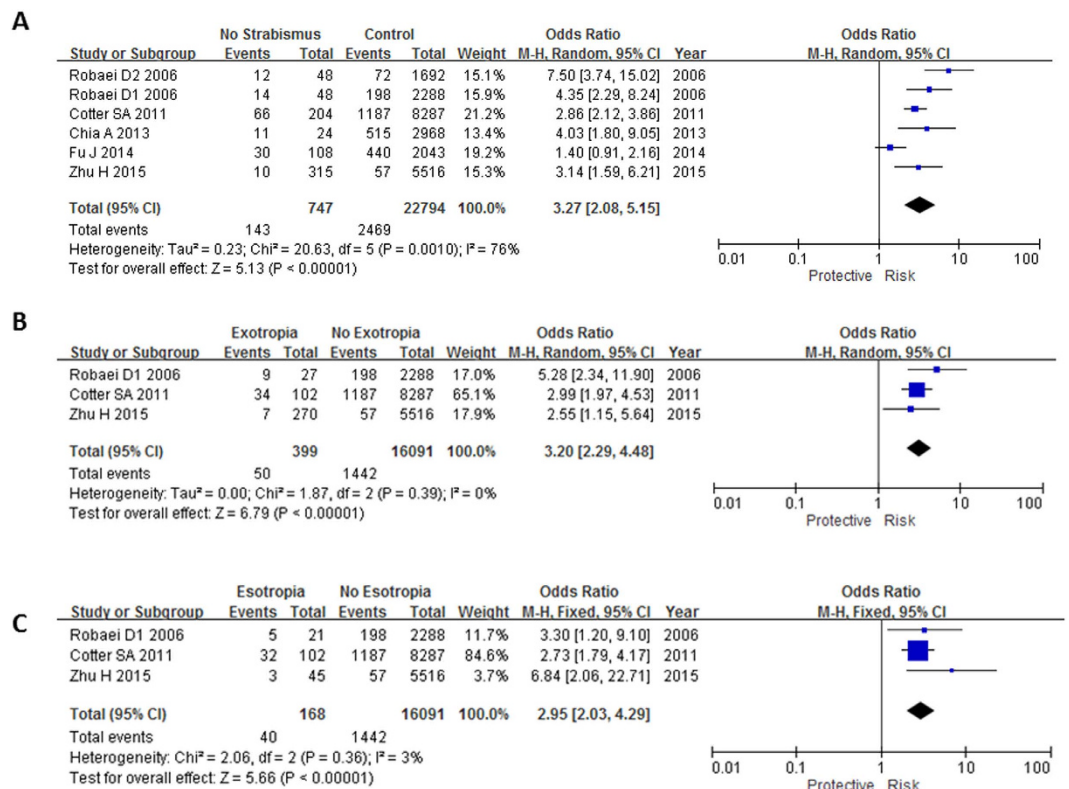 A
No Strabismus Control Odds Ratio Odds Ratio
Study or Subgroup Events Total Events Total Weight M-H, Random, 95% CI Year M-H, Random, 95% CI
Robaei D2 2006 12 48 72 1692 15.1% 7.50 [3.74, 15.02] 2006
Robaei D1 2006 14 48 198 2288 15.9% 4.35 [2.29, 8.24] 2006
Cotter SA 2011 66 204 1187 8287 21.2% 2.86 [2.12, 3.86] 2011
Chia A 2013 11 24 515 2968 13.4% 4.03 [1.80, 9.05] 2013
Fu J 2014 30 108 440 2043 19.2% 1.40 [0.91, 2.16] 2014
Zhu H 2015 10 315 57 5516 15.3% 3.14 [1.59, 6.21] 2015
Total (95% CI) 747 22794 100.0% 3.27 [2.08, 5.15]
Total events 143 2469
Heterogeneity: Tau² = 0.23; Chi² = 20.63, df = 5 (P = 0.0010); I² = 76%
Test for overall effect: Z = 5.13 (P < 0.00001)
0.01 0.1 1 10 100
Protective Risk
B
Exotropia No Exotropia Odds Ratio Odds Ratio
Study or Subgroup Events Total Events Total Weight M-H, Random, 95% CI Year M-H, Random, 95% CI
Robaei D1 2006 9 27 198 2288 17.0% 5.28 [2.34, 11.90] 2006
Cotter SA 2011 34 102 1187 8287 65.1% 2.99 [1.97, 4.53] 2011
Zhu H 2015 7 270 57 5516 17.9% 2.55 [1.15, 5.64] 2015
Total (95% CI) 399 16091 100.0% 3.20 [2.29, 4.48]
Total events 50 1442
Heterogeneity: Tau² = 0.00; Chi² = 1.87, df = 2 (P = 0.39); I² = 0%
Test for overall effect: Z = 6.79 (P < 0.00001)
0.01 0.1 1 10 100
Protective Risk
C
Esotropia No Esotropia Odds Ratio Odds Ratio
Study or Subgroup Events Total Events Total Weight M-H, Fixed, 95% CI Year M-H, Fixed, 95% CI
Robaei D1 2006 5 21 198 2288 11.7% 3.30 [1.20, 9.10] 2006
Cotter SA 2011 32 102 1187 8287 84.6% 2.73 [1.79, 4.17] 2011
Zhu H 2015 3 45 57 5516 3.7% 6.84 [2.06, 22.71] 2015
Total (95% CI) 168 16091 100.0% 2.95 [2.03, 4.29]
Total events 40 1442
Heterogeneity: Chi² = 2.06, df = 2 (P = 0.36); I² = 3%
Test for overall effect: Z = 5.66 (P < 0.00001)
0.01 0.1 1 10 100
Protective Risk